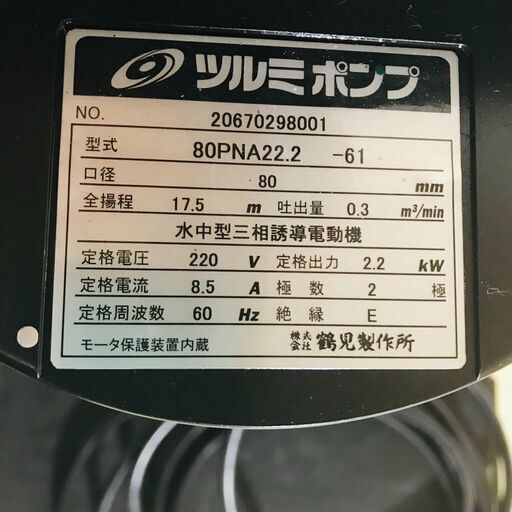 ツルミポンプ
NO. 20670298001
型式 80PNA22.2 -61
口径 80 mm
全揚程 17.5 m 吐出量 0.3 m³/min
水中型三相誘導電動機
定格電圧 220 V 定格出力 2.2 kW
定格電流 8.5 A 極数 2 極
定格周波数 60 Hz 絶縁 E
モータ保護装置内蔵 株式会社 鶴見製作所